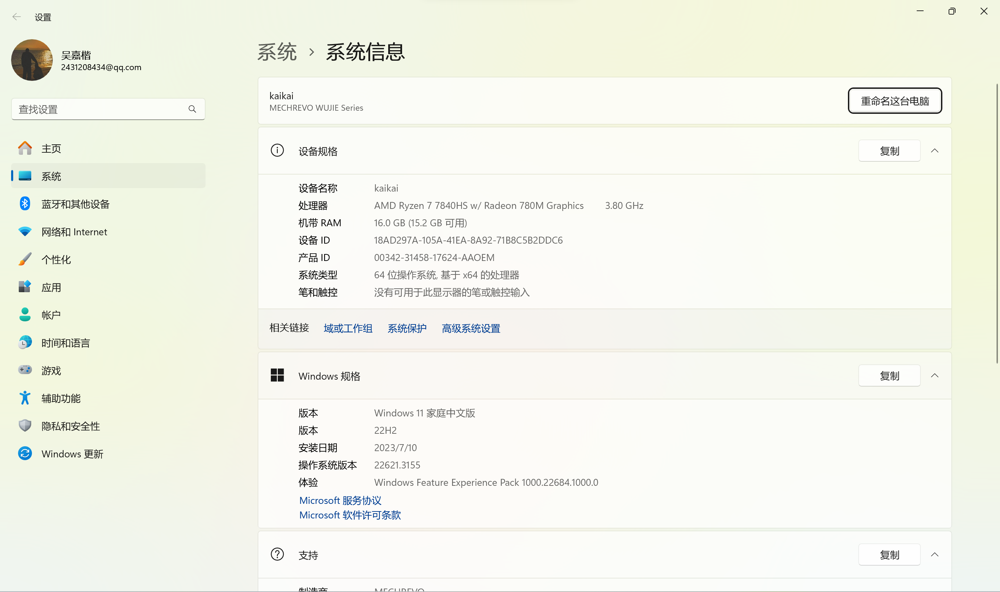 设置
吴嘉楷
2431208434@qq.com
查找设置
主页
系统
蓝牙和其他设备
网络和 Internet
个性化
应用
帐户
时间和语言
游戏
辅助功能
隐私和安全性
Windows 更新
系统 › 系统信息
kaikai
MECHREVO WUJIE Series
重命名这台电脑
设备规格 复制
设备名称 kaikai
处理器 AMD Ryzen 7 7840HS w/ Radeon 780M Graphics 3.80 GHz
机带 RAM 16.0 GB (15.2 GB 可用)
设备 ID 18AD297A-105A-41EA-8A92-71B8C5B2DDC6
产品 ID 00342-31458-17624-AAOEM
系统类型 64 位操作系统, 基于 x64 的处理器
笔和触控 没有可用于此显示器的笔或触控输入
相关链接 域或工作组 系统保护 高级系统设置
Windows 规格 复制
版本 Windows 11 家庭中文版
版本 22H2
安装日期 2023/7/10
操作系统版本 22621.3155
体验 Windows Feature Experience Pack 1000.22684.1000.0
Microsoft 服务协议
Microsoft 软件许可条款
支持 复制
制造商 MECHREVO